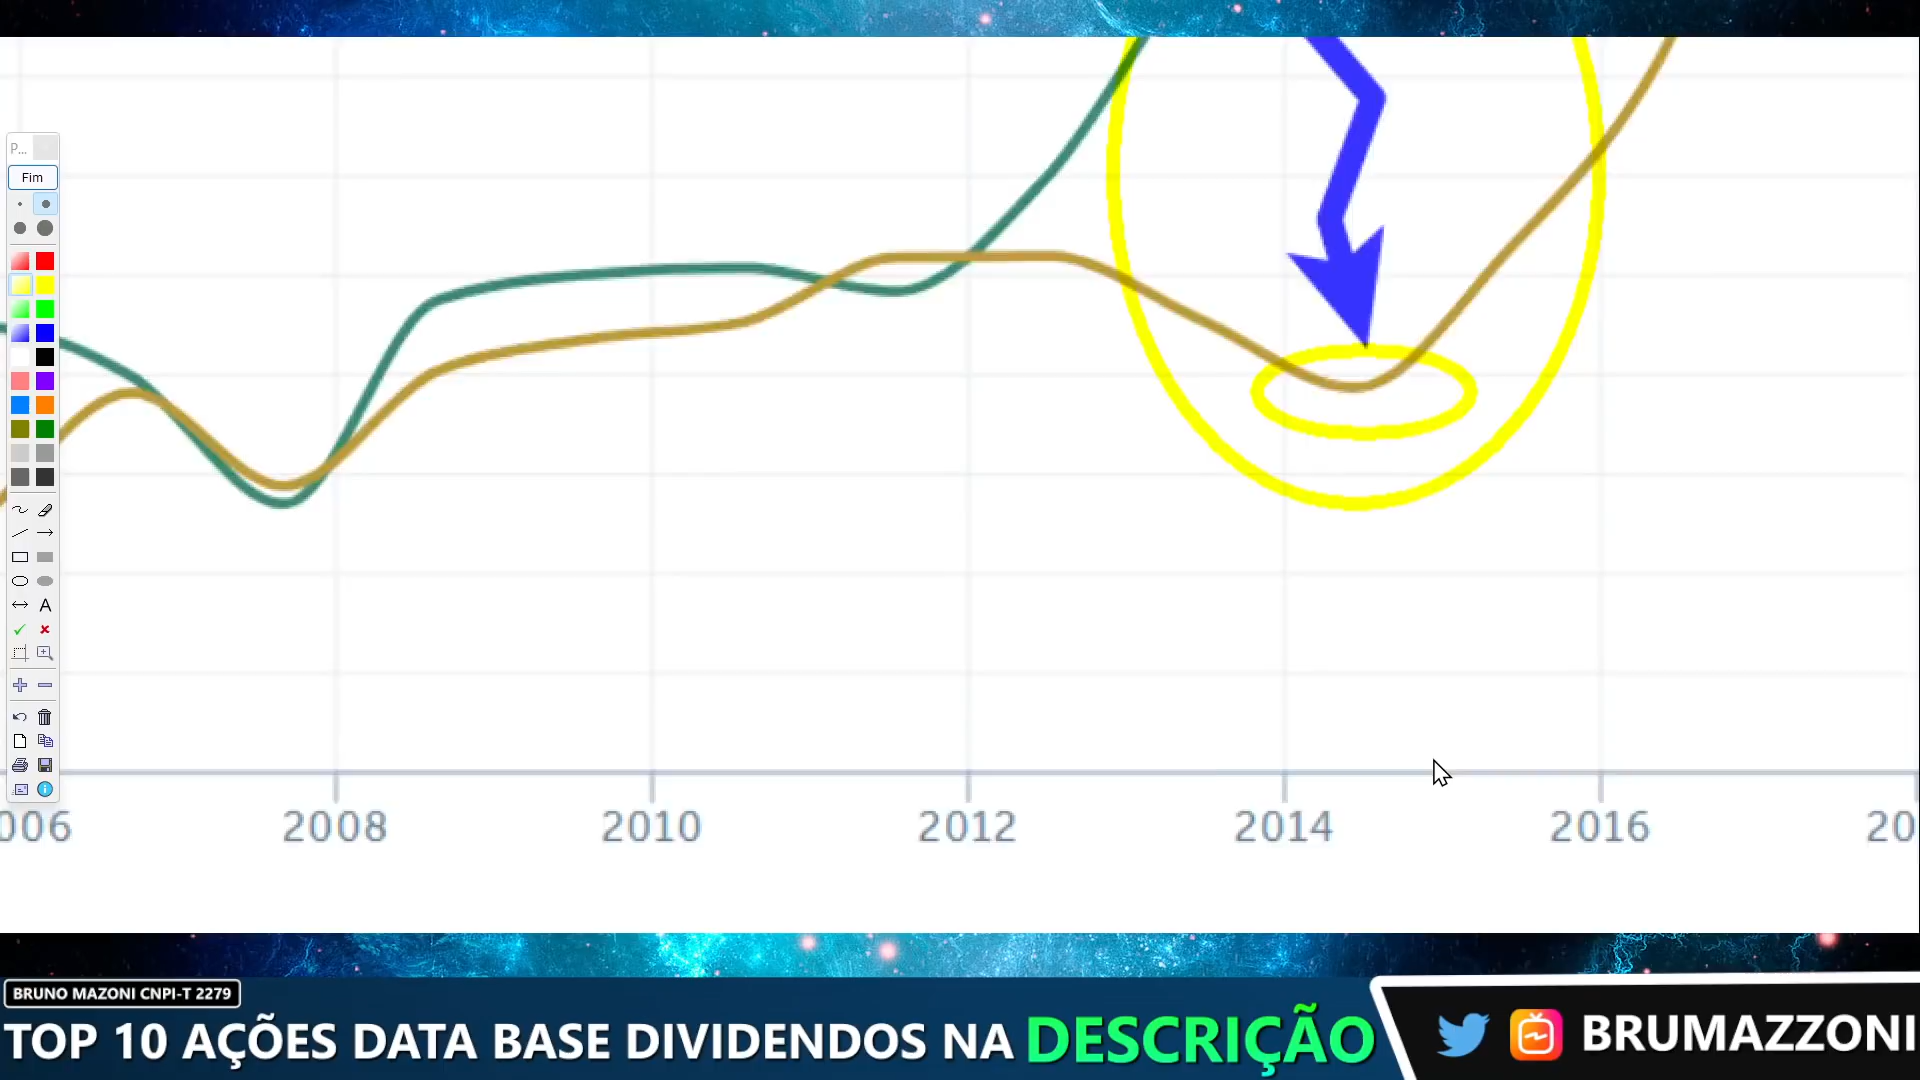 P...
Fim
A
006 2008 2010 2012 2014 2016 20
BRUNO MAZONI CNPI-T 2279
TOP 10 AÇÕES DATA BASE DIVIDENDOS NA DESCRIÇÃO
BRUMAZZONI